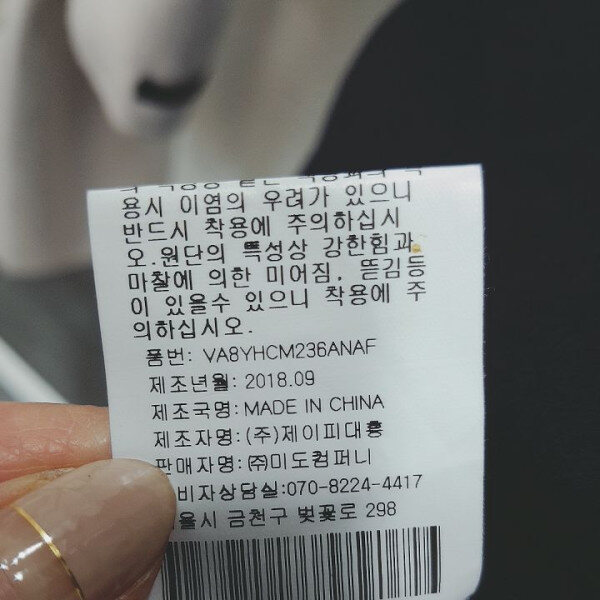 용시 이염의 우려가 있으니
반드시 착용에 주의하십시
오.원단의 특성상 강한힘과
마찰에 의한 미어짐. 뜯김등
이 있을수 있으니 착용에 주
의하십시오.
품번: VA8YHCM236ANAF
제조년월: 2018.09
제조국명: MADE IN CHINA
제조자명: (주)제이피대흥
판매자명: ㈜미도컴퍼니
비자상담실:070-8224-4417
울시 금천구 벚꽃로 298